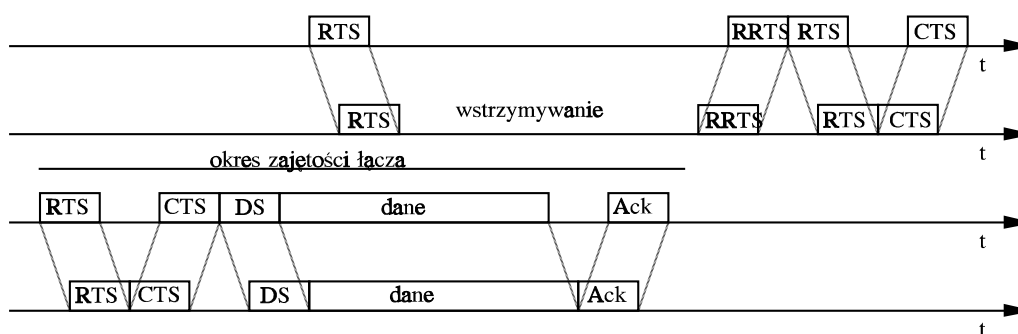 RTS RRTS RTS CTS
t
RTS wstrzymywanie RRTS RTS CTS
t
okres zajętości łącza
RTS CTS DS dane Ack
t
RTS CTS DS dane Ack
t